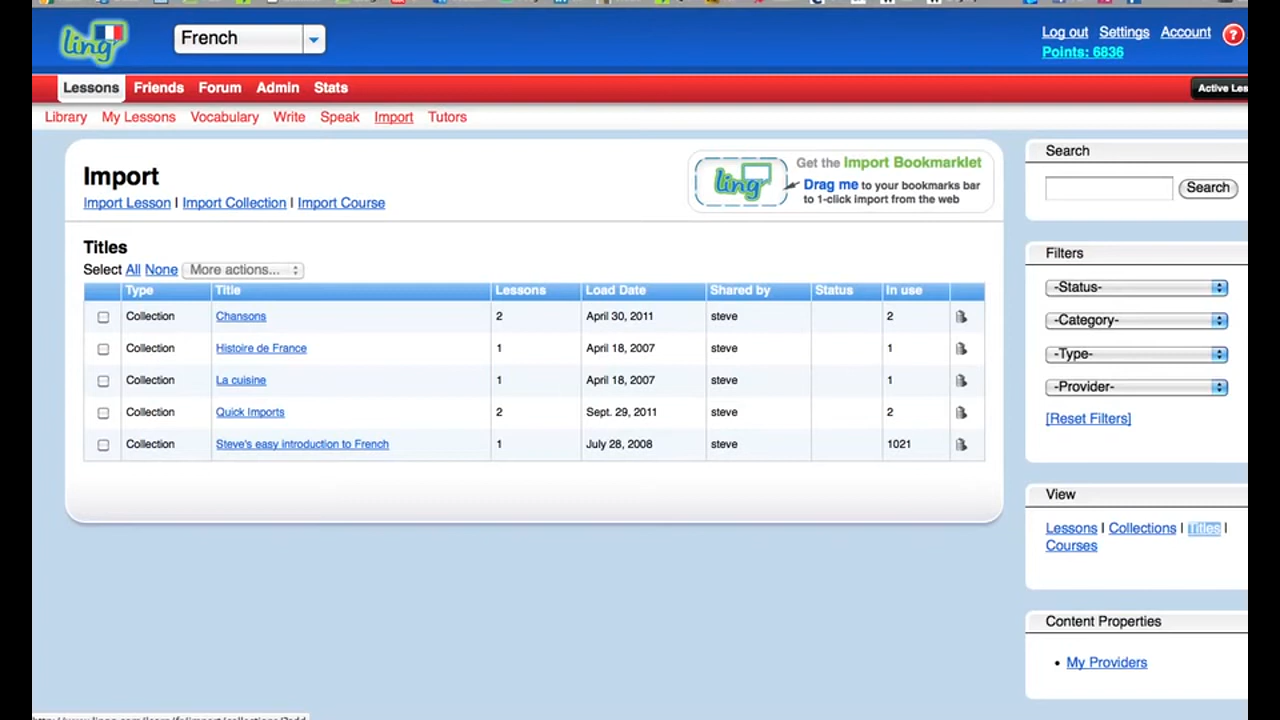 ling
French
Log out Settings Account ?
Points: 6836
Lessons Friends Forum Admin Stats
Active Les
Library My Lessons Vocabulary Write Speak Import Tutors
Import
Import Lesson I Import Collection I Import Course
ling
Get the Import Bookmarklet
Drag me to your bookmarks bar
to 1-click import from the web
Titles
Select All None More actions...
Type Title Lessons Load Date Shared by Status In use
Collection Chansons 2 April 30, 2011 steve 2
Collection Histoire de France 1 April 18, 2007 steve 1
Collection La cuisine 1 April 18, 2007 steve 1
Collection Quick Imports 2 Sept. 29, 2011 steve 2
Collection Steve's easy introduction to French 1 July 28, 2008 steve 1021
Search
Search
Filters
-Status-
-Category-
-Type-
-Provider-
[Reset Filters]
View
Lessons I Collections I Titles I
Courses
Content Properties
• My Providers